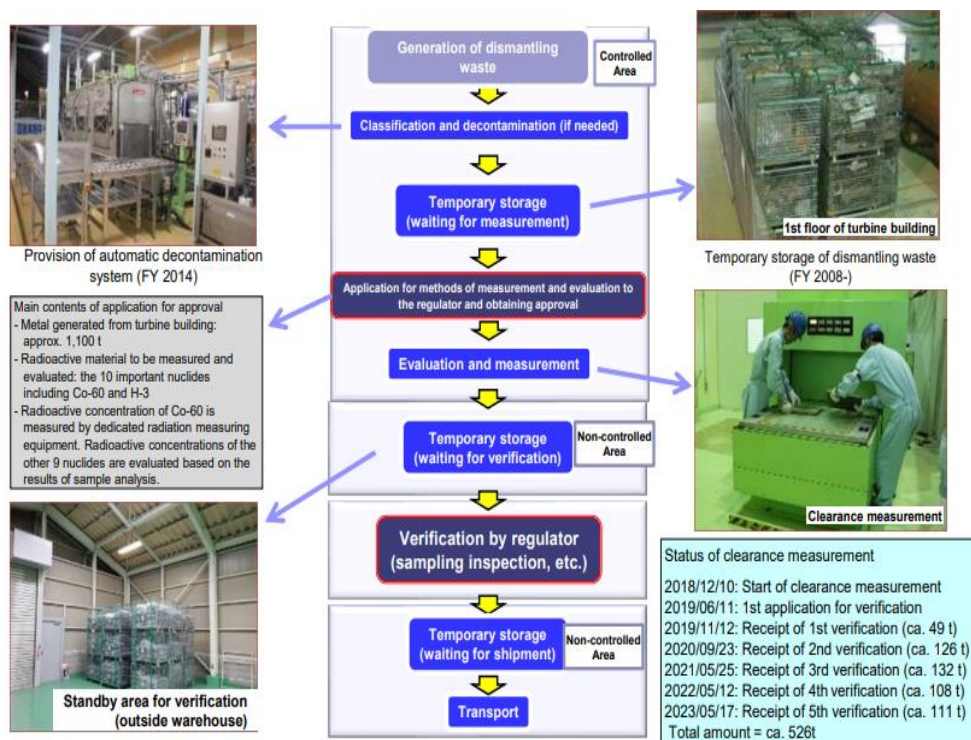 Generation of dismantling
waste
Controlled
Area
Classification and decontamination (if needed)
Temporary storage
(waiting for measurement)
1st floor of turbine building
Provision of automatic decontamination
system (FY 2014)
Temporary storage of dismantling waste
(FY 2008-)
Application for methods of measurement and evaluation to
the regulator and obtaining approval
Main contents of application for approval
- Metal generated from turbine building:
approx. 1,100 t
- Radioactive material to be measured and
evaluated: the 10 important nuclides
including Co-60 and H-3
- Radioactive concentration of Co-60 is
measured by dedicated radiation measuring
equipment. Radioactive concentrations of the
other 9 nuclides are evaluated based on the
results of sample analysis.
Evaluation and measurement
Temporary storage
(waiting for verification)
Non-controlled
Area
Clearance measurement
Verification by regulator
(sampling inspection, etc.)
Standby area for verification
(outside warehouse)
Temporary storage
(waiting for shipment)
Non-controlled
Area
Transport
Status of clearance measurement
2018/12/10: Start of clearance measurement
2019/06/11: 1st application for verification
2019/11/12: Receipt of 1st verification (ca. 49 t)
2020/09/23: Receipt of 2nd verification (ca. 126 t)
2021/05/25: Receipt of 3rd verification (ca. 132 t)
2022/05/12: Receipt of 4th verification (ca. 108 t)
2023/05/17: Receipt of 5th verification (ca. 111 t)
Total amount = ca. 526t